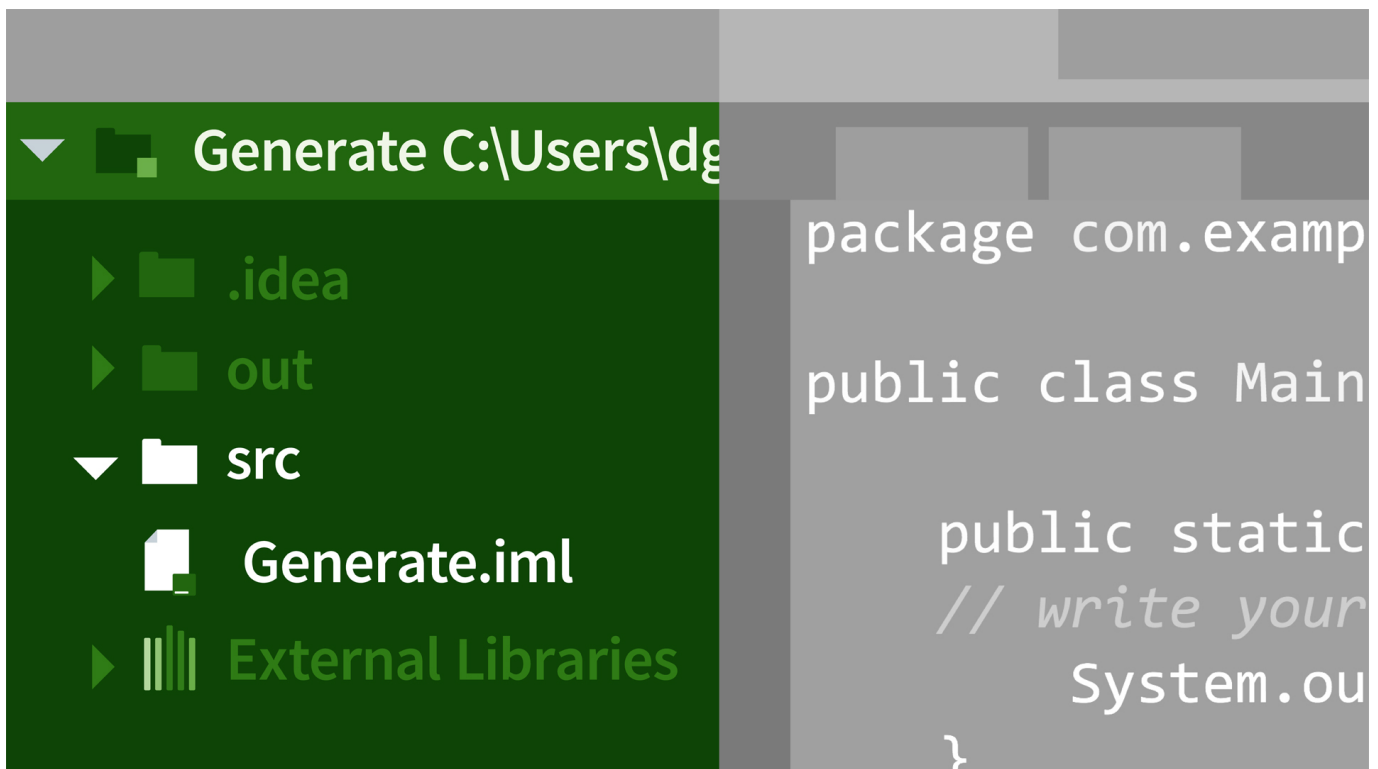 Generate C:\Users\dg
.idea
out
src
Generate.iml
External Libraries
package com.examp
public class Main
public static
// write your
System.ou
}